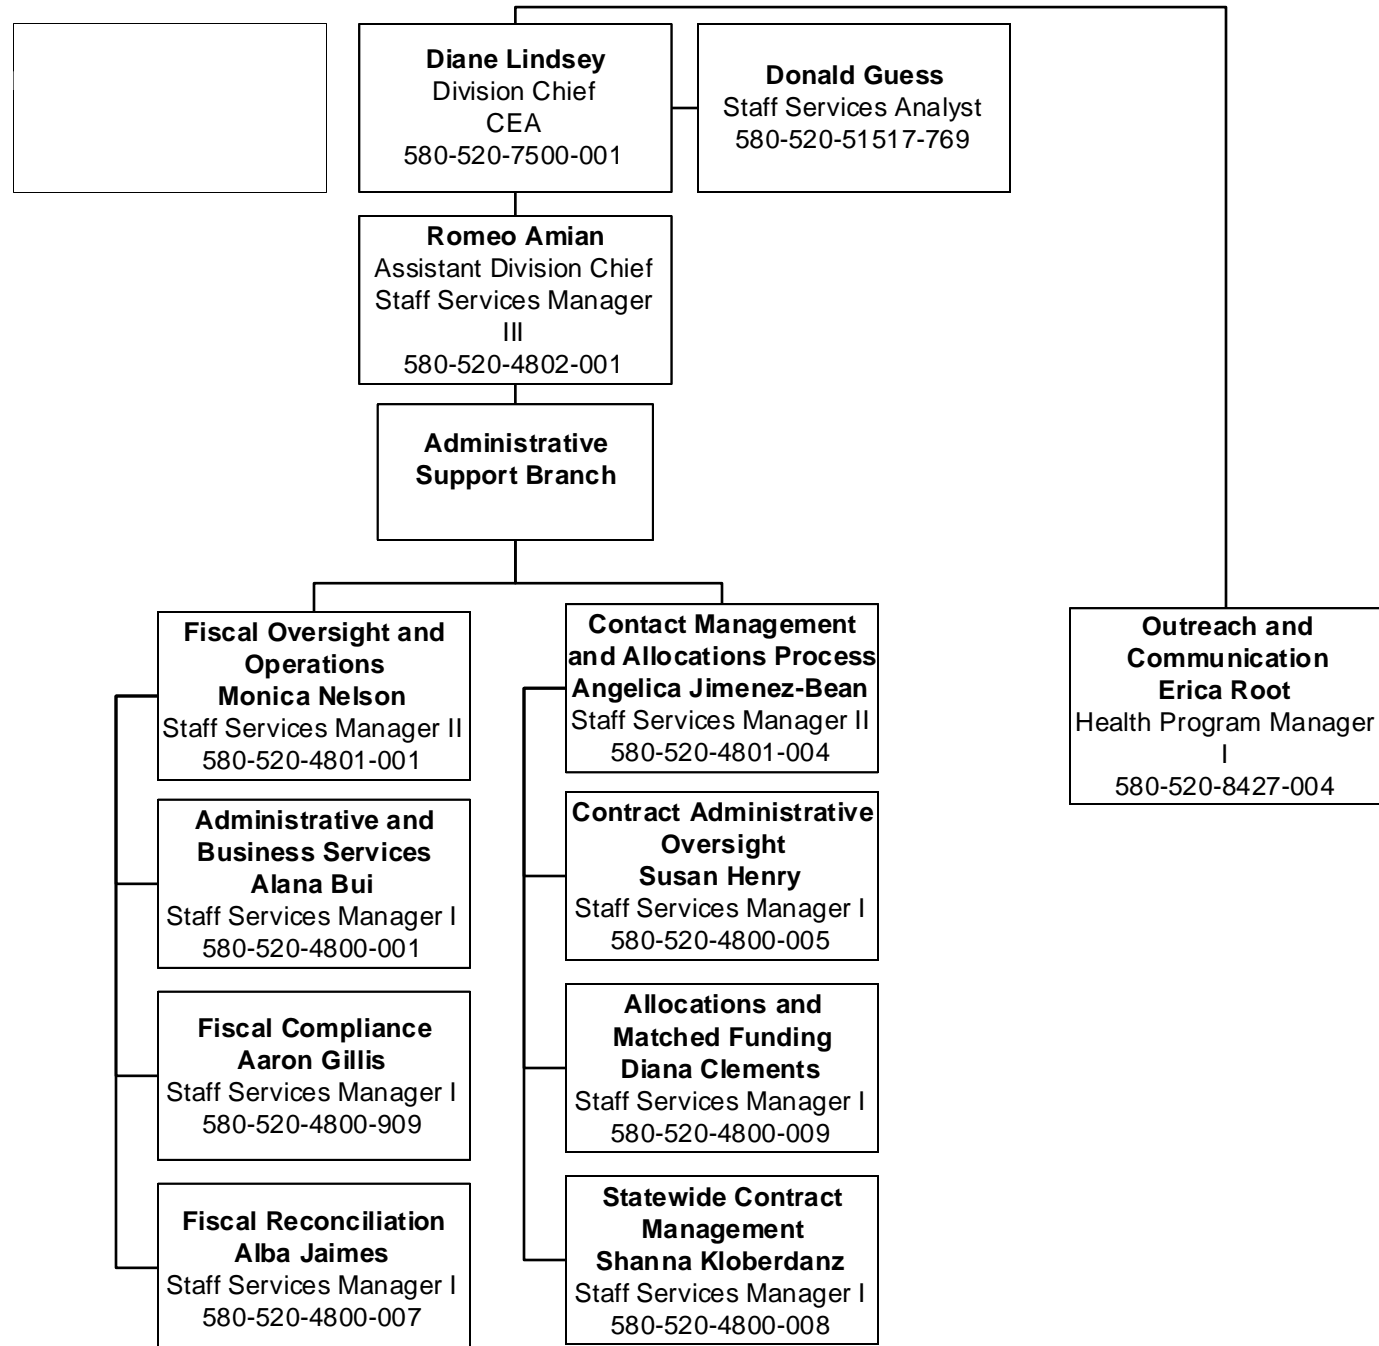 Diane Lindsey
Division Chief
CEA
580-520-7500-001
Donald Guess
Staff Services Analyst
580-520-51517-769
Romeo Amian
Assistant Division Chief
Staff Services Manager
III
580-520-4802-001
Administrative
Support Branch
Fiscal Oversight and
Operations
Monica Nelson
Staff Services Manager II
580-520-4801-001
Administrative and
Business Services
Alana Bui
Staff Services Manager I
580-520-4800-001
Fiscal Compliance
Aaron Gillis
Staff Services Manager I
580-520-4800-909
Fiscal Reconciliation
Alba Jaimes
Staff Services Manager I
580-520-4800-007
Contact Management
and Allocations Process
Angelica Jimenez-Bean
Staff Services Manager II
580-520-4801-004
Contract Administrative
Oversight
Susan Henry
Staff Services Manager I
580-520-4800-005
Allocations and
Matched Funding
Diana Clements
Staff Services Manager I
580-520-4800-009
Statewide Contract
Management
Shanna Kloberdanz
Staff Services Manager I
580-520-4800-008
Outreach and
Communication
Erica Root
Health Program Manager
I
580-520-8427-004